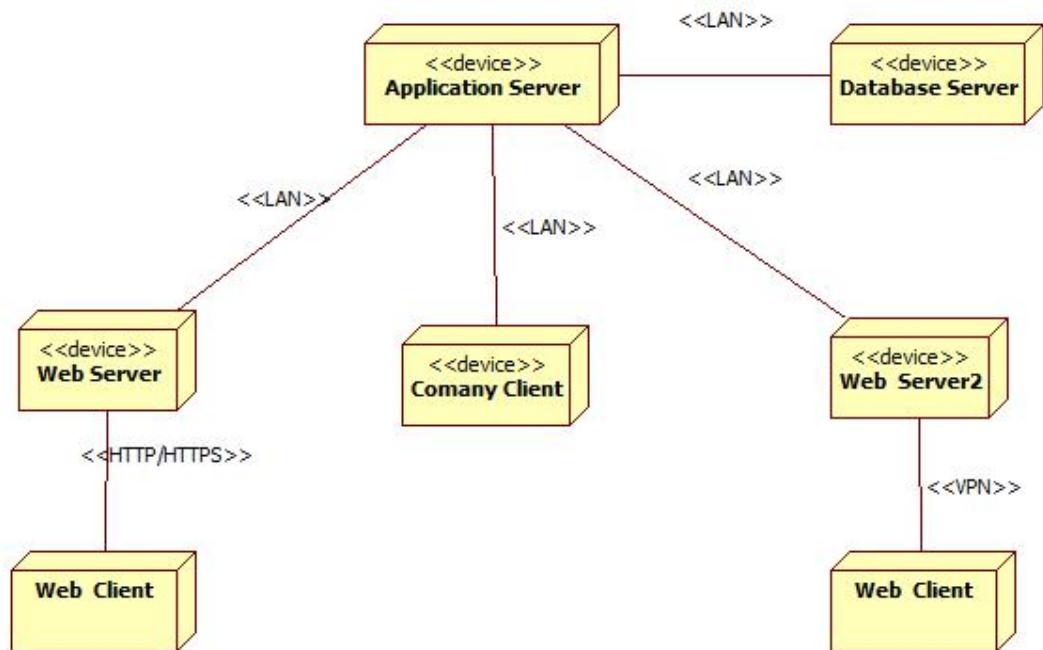 <<LAN>>
<<device>>
Application Server
<<device>>
Database Server
<<LAN>>
<<LAN>>
<<LAN>>
<<device>>
Web Server
<<device>>
Comany Client
<<device>>
Web Server2
<<HTTP/HTTPS>>
<<VPN>>
Web Client
Web Client